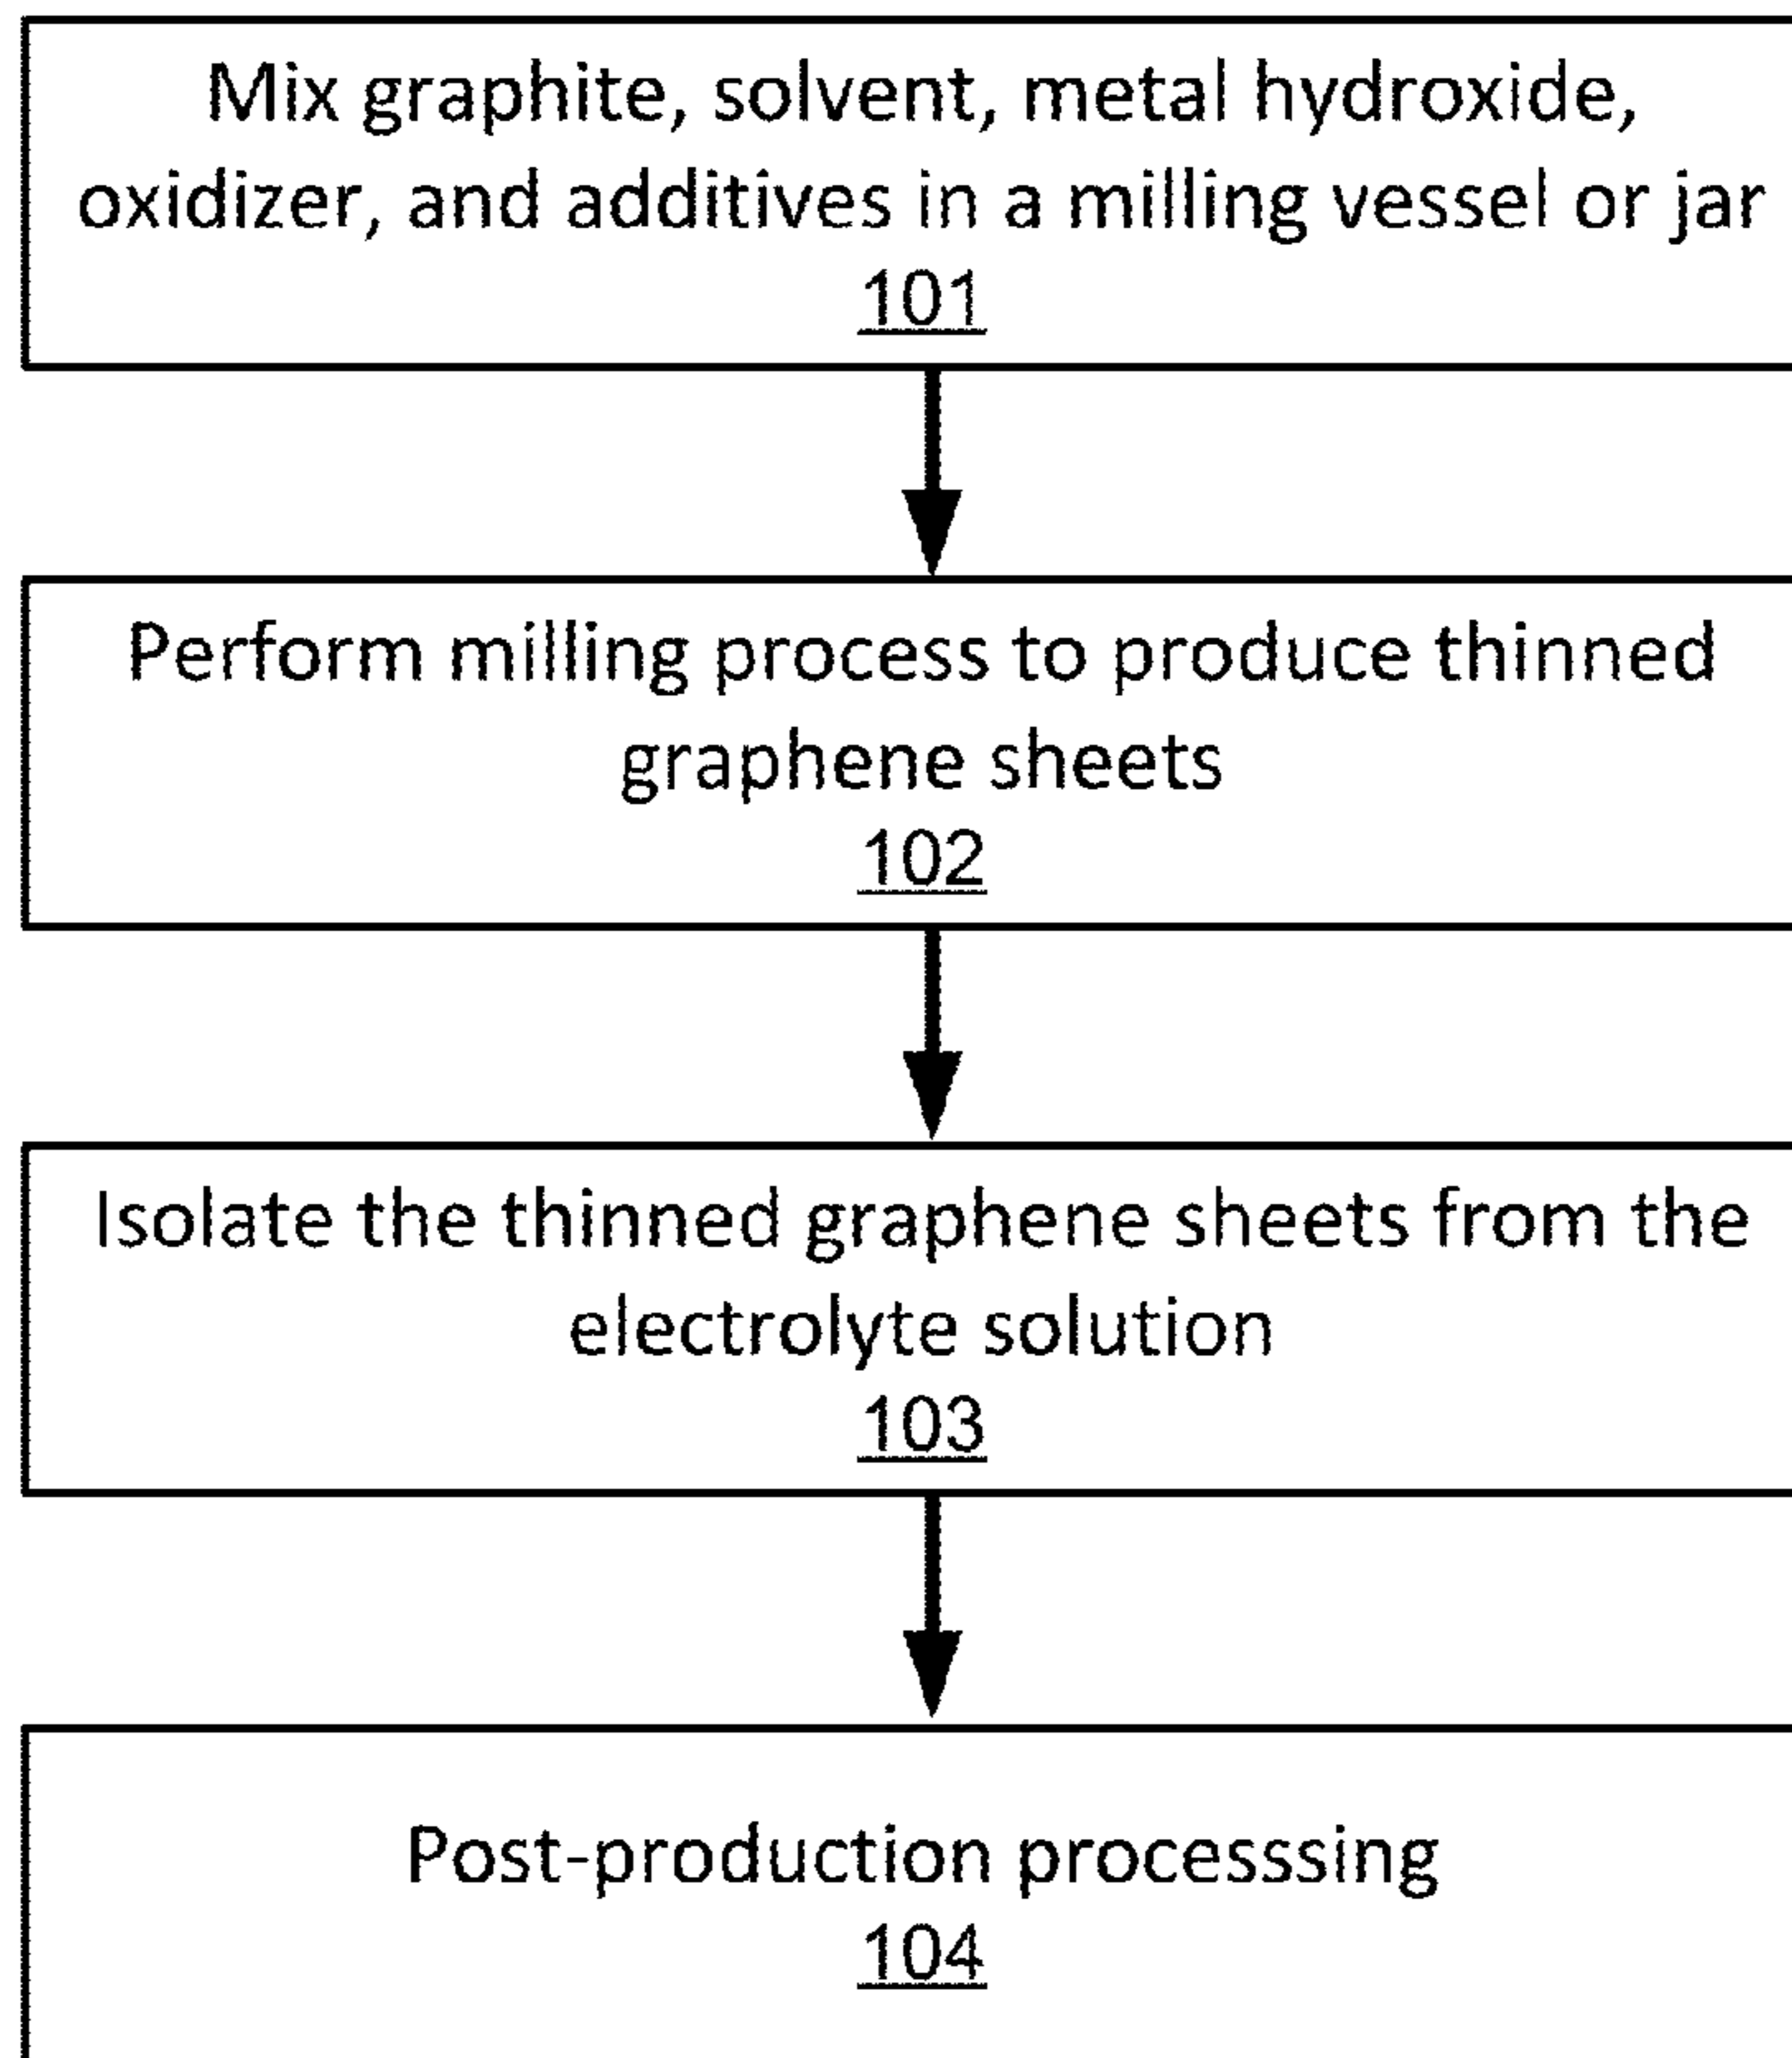 Mix graphite, solvent, metal hydroxide,
oxidizer, and additives in a milling vessel or jar
101
Perform milling process to produce thinned
graphene sheets
102
Isolate the thinned graphene sheets from the
electrolyte solution
103
Post-production processsing
104